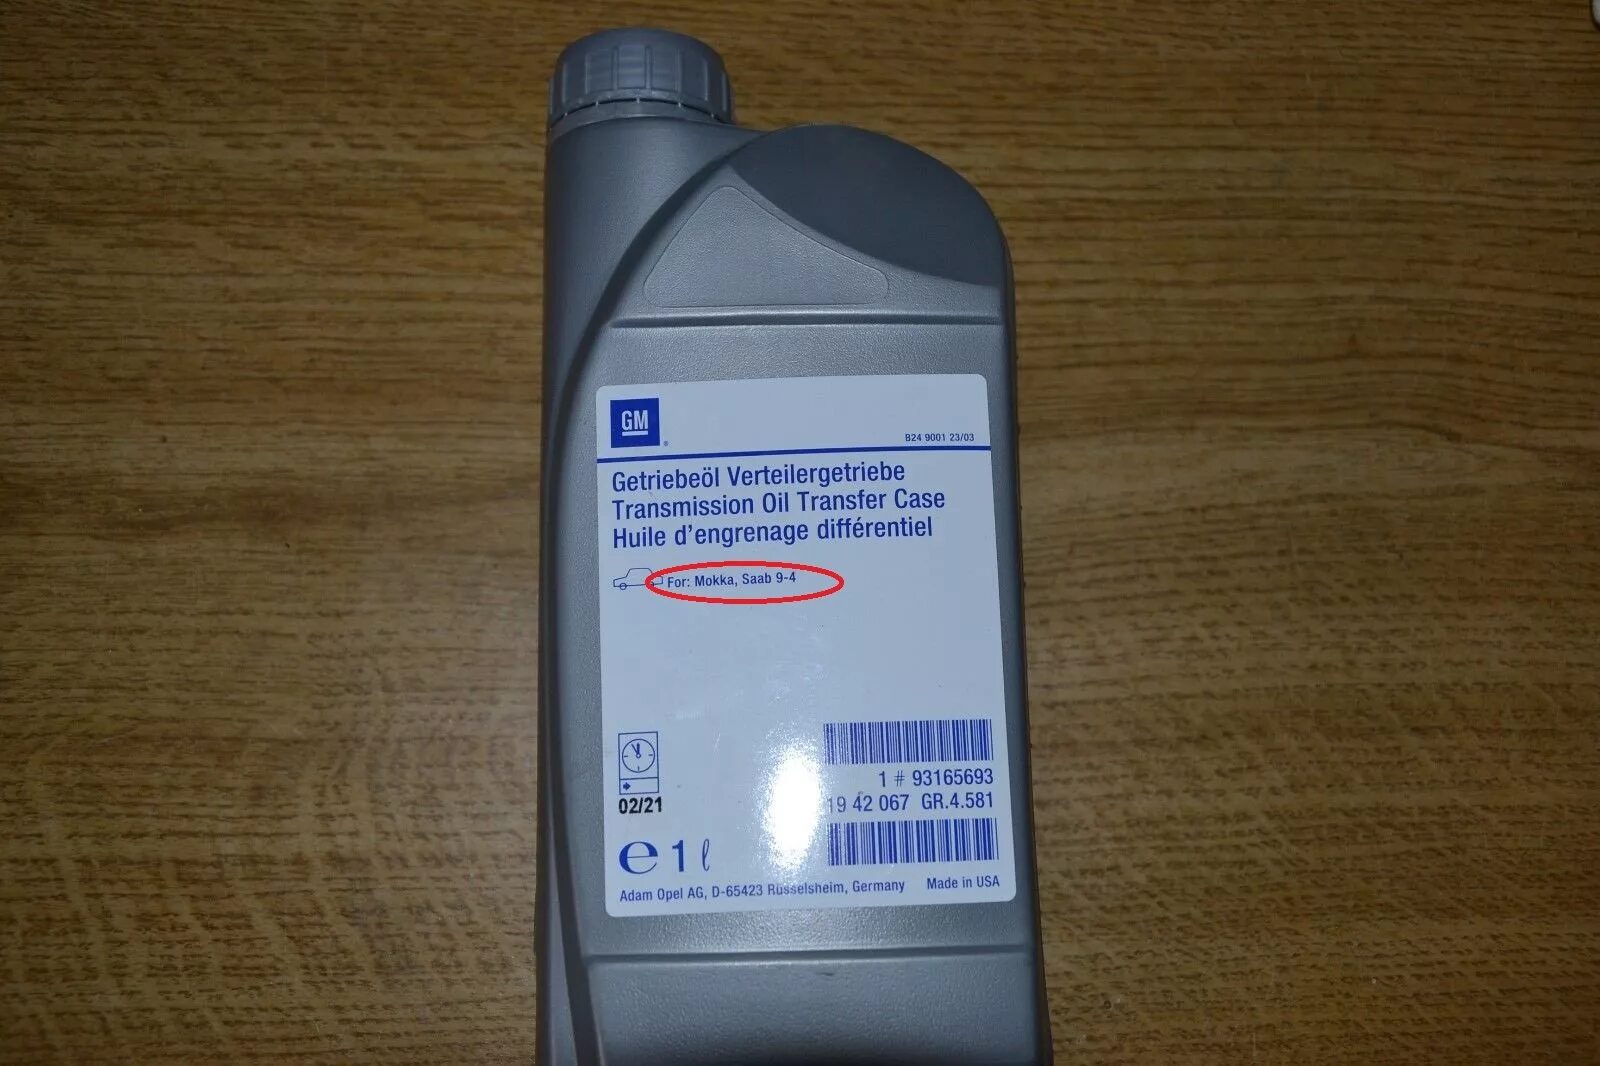 GM
®
B24 9001 23/03
Getriebeöl Verteilergetriebe
Transmission Oil Transfer Case
Huile d'engrenage différentiel
For: Mokka, Saab 9-4
02/21
1 # 93165693
19 42 067 GR.4.581
e 1 ℓ
Adam Opel AG, D-65423 Rüsselsheim, Germany Made in USA